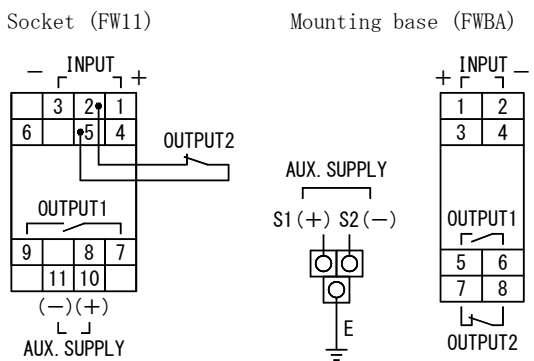 Socket (FW11)
− INPUT +
3 2 1
6 5 4
OUTPUT2
OUTPUT1
9 8 7
11 10
(−)(+)
AUX. SUPPLY
Mounting base (FWBA)
+ INPUT −
1 2
3 4
AUX. SUPPLY
S1(+) S2(−)
E
OUTPUT1
5 6
7 8
OUTPUT2